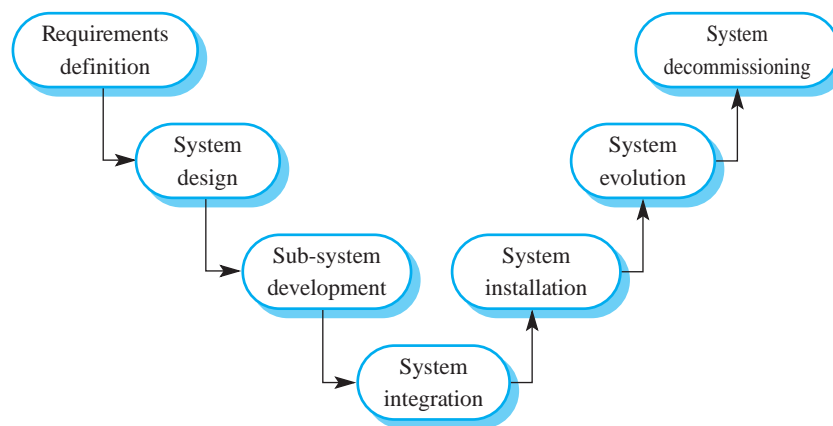 Requirements
definition
System
design
Sub-system
development
System
integration
System
installation
System
evolution
System
decommissioning